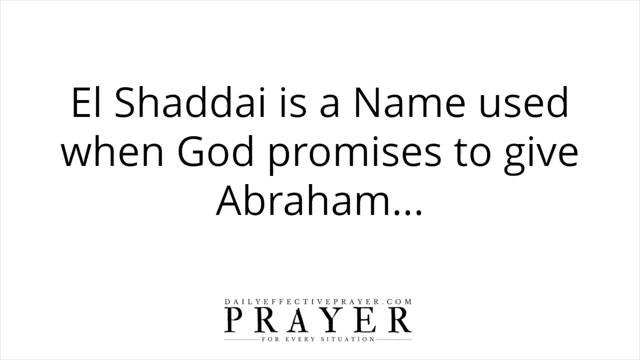 El Shaddai is a Name used
when God promises to give
Abraham...
DAILYEFFECTIVEPRAYER.COM
PRAYER
FOR EVERY SITUATION